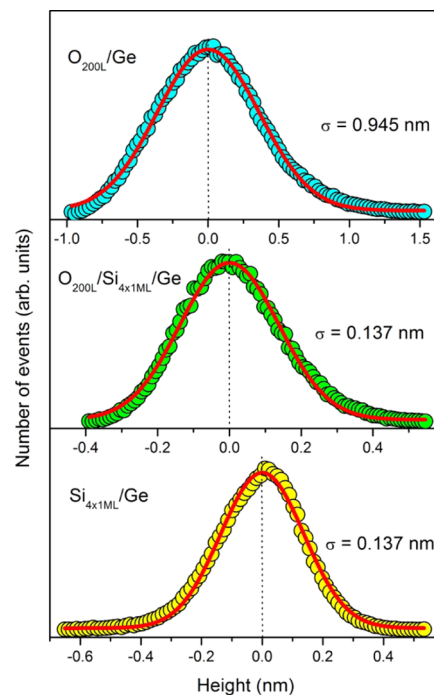 O200L/Ge
σ = 0.945 nm
-1.0 -0.5 0.0 0.5 1.0 1.5
O200L/Si4x1ML/Ge
σ = 0.137 nm
-0.4 -0.2 0.0 0.2 0.4
Si4x1ML/Ge
σ = 0.137 nm
-0.6 -0.4 -0.2 0.0 0.2 0.4
Height (nm)
Number of events (arb. units)